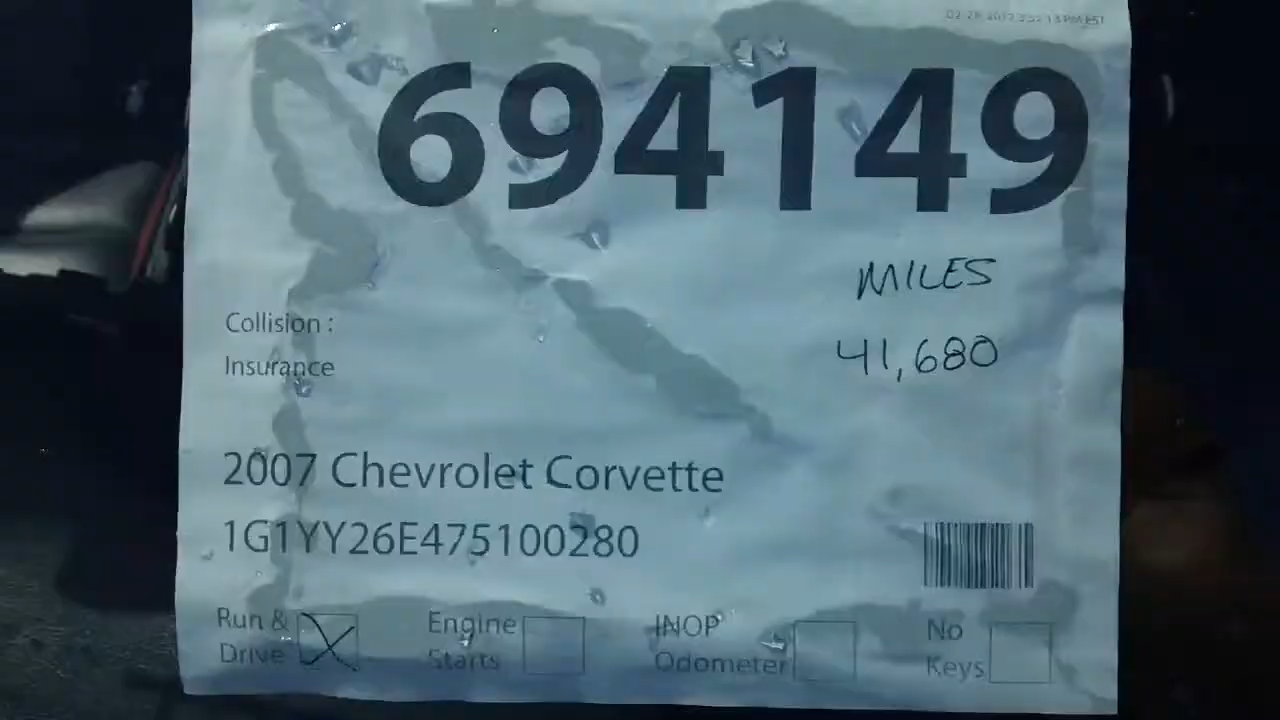 694149
MILES
41,680
Collision :
Insurance
2007 Chevrolet Corvette
1G1YY26E475100280
Run & Drive
Engine Starts
INOP Odometer
No Keys